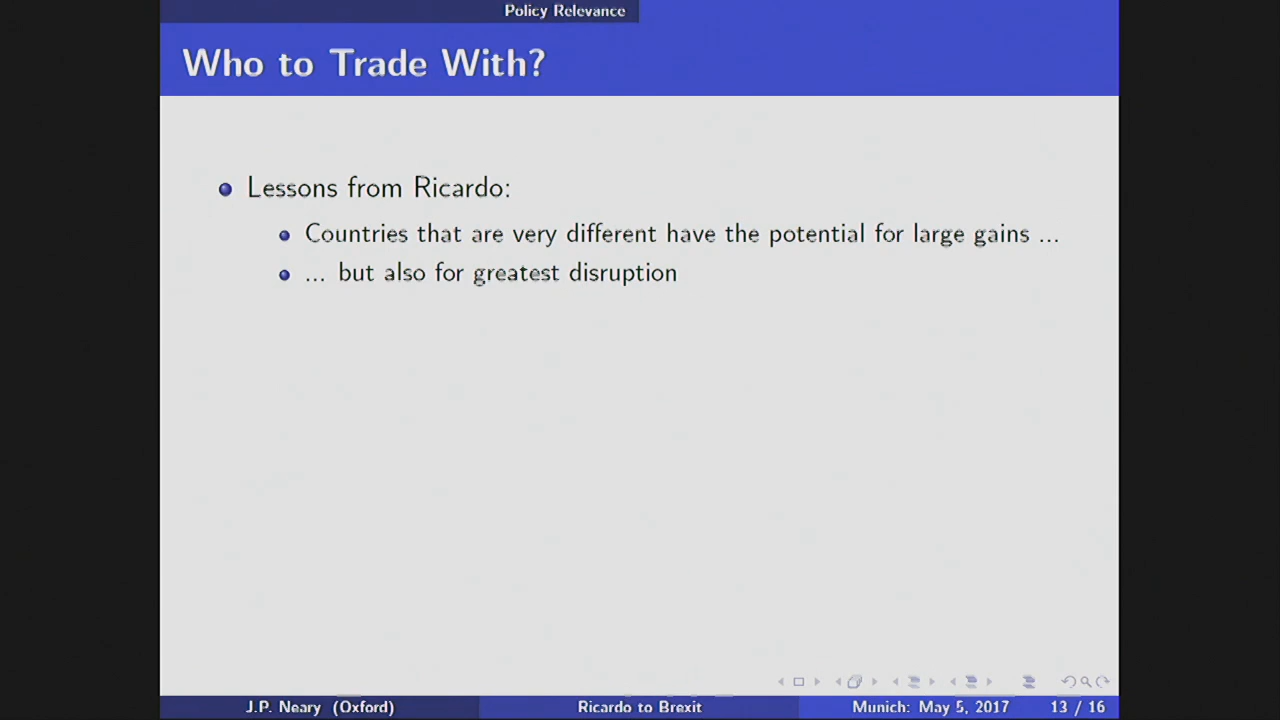 Policy Relevance
Who to Trade With?
Lessons from Ricardo:
Countries that are very different have the potential for large gains ...
... but also for greatest disruption
J.P. Neary (Oxford)
Ricardo to Brexit
Munich: May 5, 2017
13 / 16